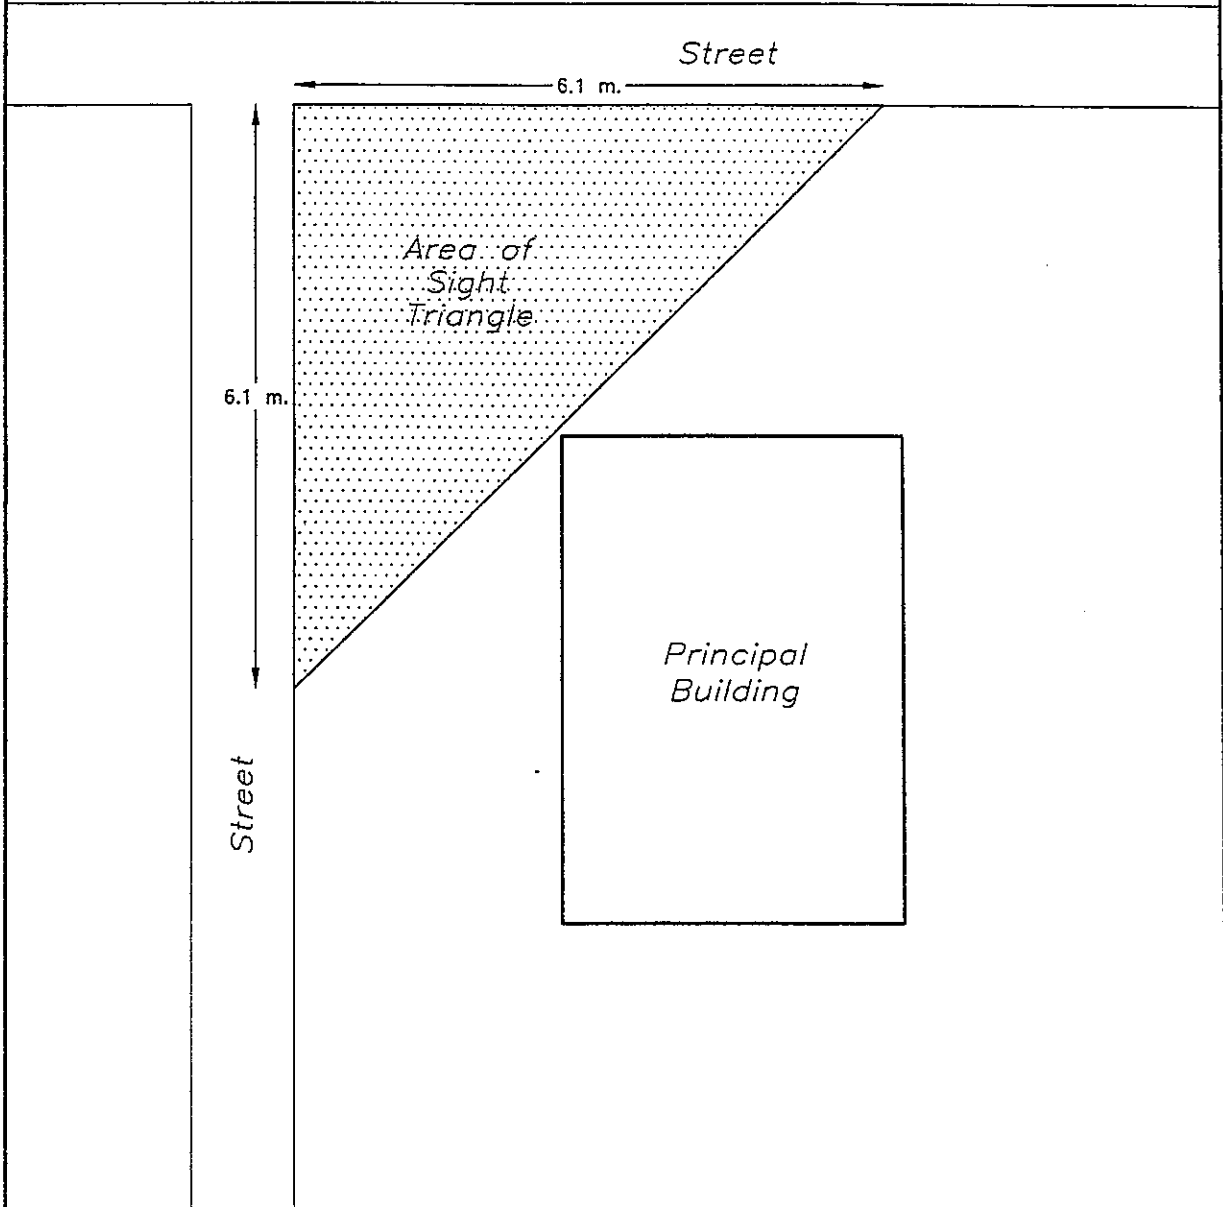 Street
6.1 m.
Area of
Sight
Triangle
6.1 m.
Principal
Building
Street